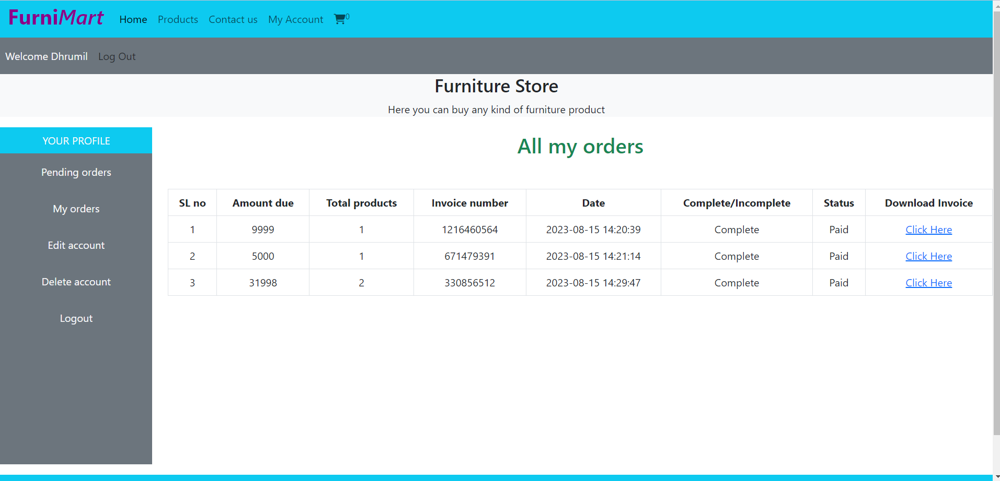 FurniMart Home Products Contact us My Account 0
Welcome Dhrumil Log Out
Furniture Store
Here you can buy any kind of furniture product
YOUR PROFILE
Pending orders
My orders
Edit account
Delete account
Logout
All my orders
SL no Amount due Total products Invoice number Date Complete/Incomplete Status Download Invoice
1 9999 1 1216460564 2023-08-15 14:20:39 Complete Paid Click Here
2 5000 1 671479391 2023-08-15 14:21:14 Complete Paid Click Here
3 31998 2 330856512 2023-08-15 14:29:47 Complete Paid Click Here